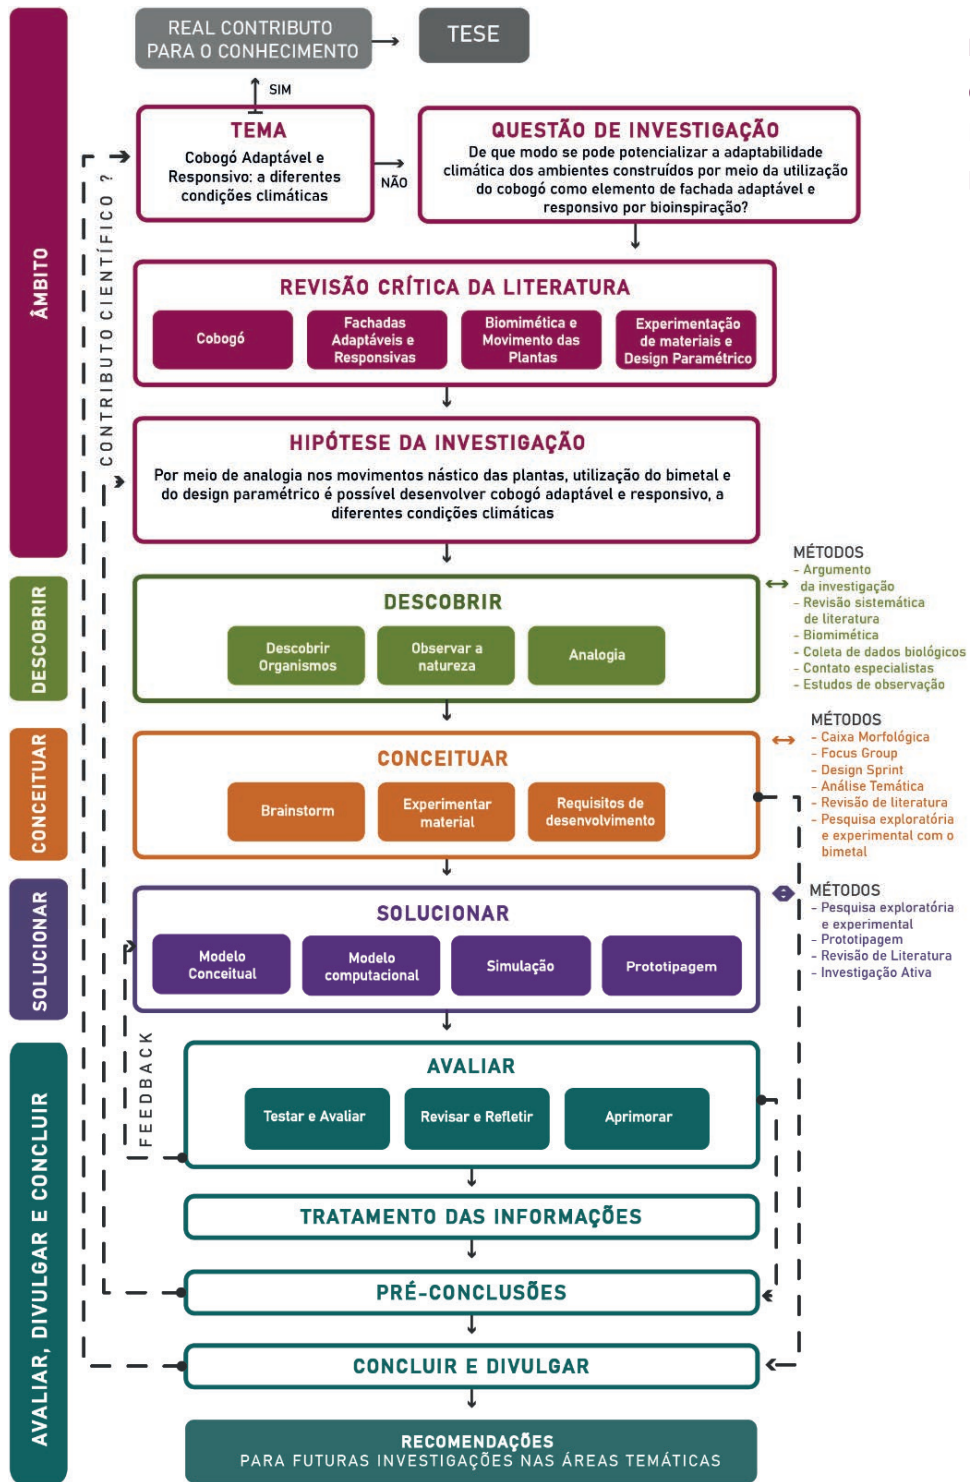 REAL CONTRIBUTO
PARA O CONHECIMENTO
TESE
SIM
TEMA
Cobogó Adaptável e
Responsivo: a diferentes
condições climáticas
NÃO
QUESTÃO DE INVESTIGAÇÃO
De que modo se pode potencializar a adaptabilidade
climática dos ambientes construídos por meio da utilização
do cobogó como elemento de fachada adaptável e
responsivo por bioinspiração?
ÂMBITO
CONTRIBUTO CIENTÍFICO ?
REVISÃO CRÍTICA DA LITERATURA
Cobogó
Fachadas
Adaptáveis e
Responsivas
Biomimética e
Movimento das
Plantas
Experimentação
de materiais e
Design Paramétrico
HIPÓTESE DA INVESTIGAÇÃO
Por meio de analogia nos movimentos nástico das plantas, utilização do bimetal e
do design paramétrico é possível desenvolver cobogó adaptável e responsivo, a
diferentes condições climáticas
DESCOBRIR
DESCOBRIR
Descobrir
Organismos
Observar a
natureza
Analogia
MÉTODOS
- Argumento
da investigação
- Revisão sistemática
de literatura
- Biomimética
- Coleta de dados biológicos
- Contato especialistas
- Estudos de observação
CONCEITUAR
CONCEITUAR
Brainstorm
Experimentar
material
Requisitos de
desenvolvimento
MÉTODOS
- Caixa Morfológica
- Focus Group
- Design Sprint
- Análise Temática
- Revisão de literatura
- Pesquisa exploratória
e experimental com o
bimetal
SOLUCIONAR
SOLUCIONAR
Modelo
Conceitual
Modelo
computacional
Simulação
Prototipagem
MÉTODOS
- Pesquisa exploratória
e experimental
- Prototipagem
- Revisão de Literatura
- Investigação Ativa
FEEDBACK
AVALIAR, DIVULGAR E CONCLUIR
AVALIAR
Testar e Avaliar
Revisar e Refletir
Aprimorar
TRATAMENTO DAS INFORMAÇÕES
PRÉ-CONCLUSÕES
CONCLUIR E DIVULGAR
RECOMENDAÇÕES
PARA FUTURAS INVESTIGAÇÕES NAS ÁREAS TEMÁTICAS